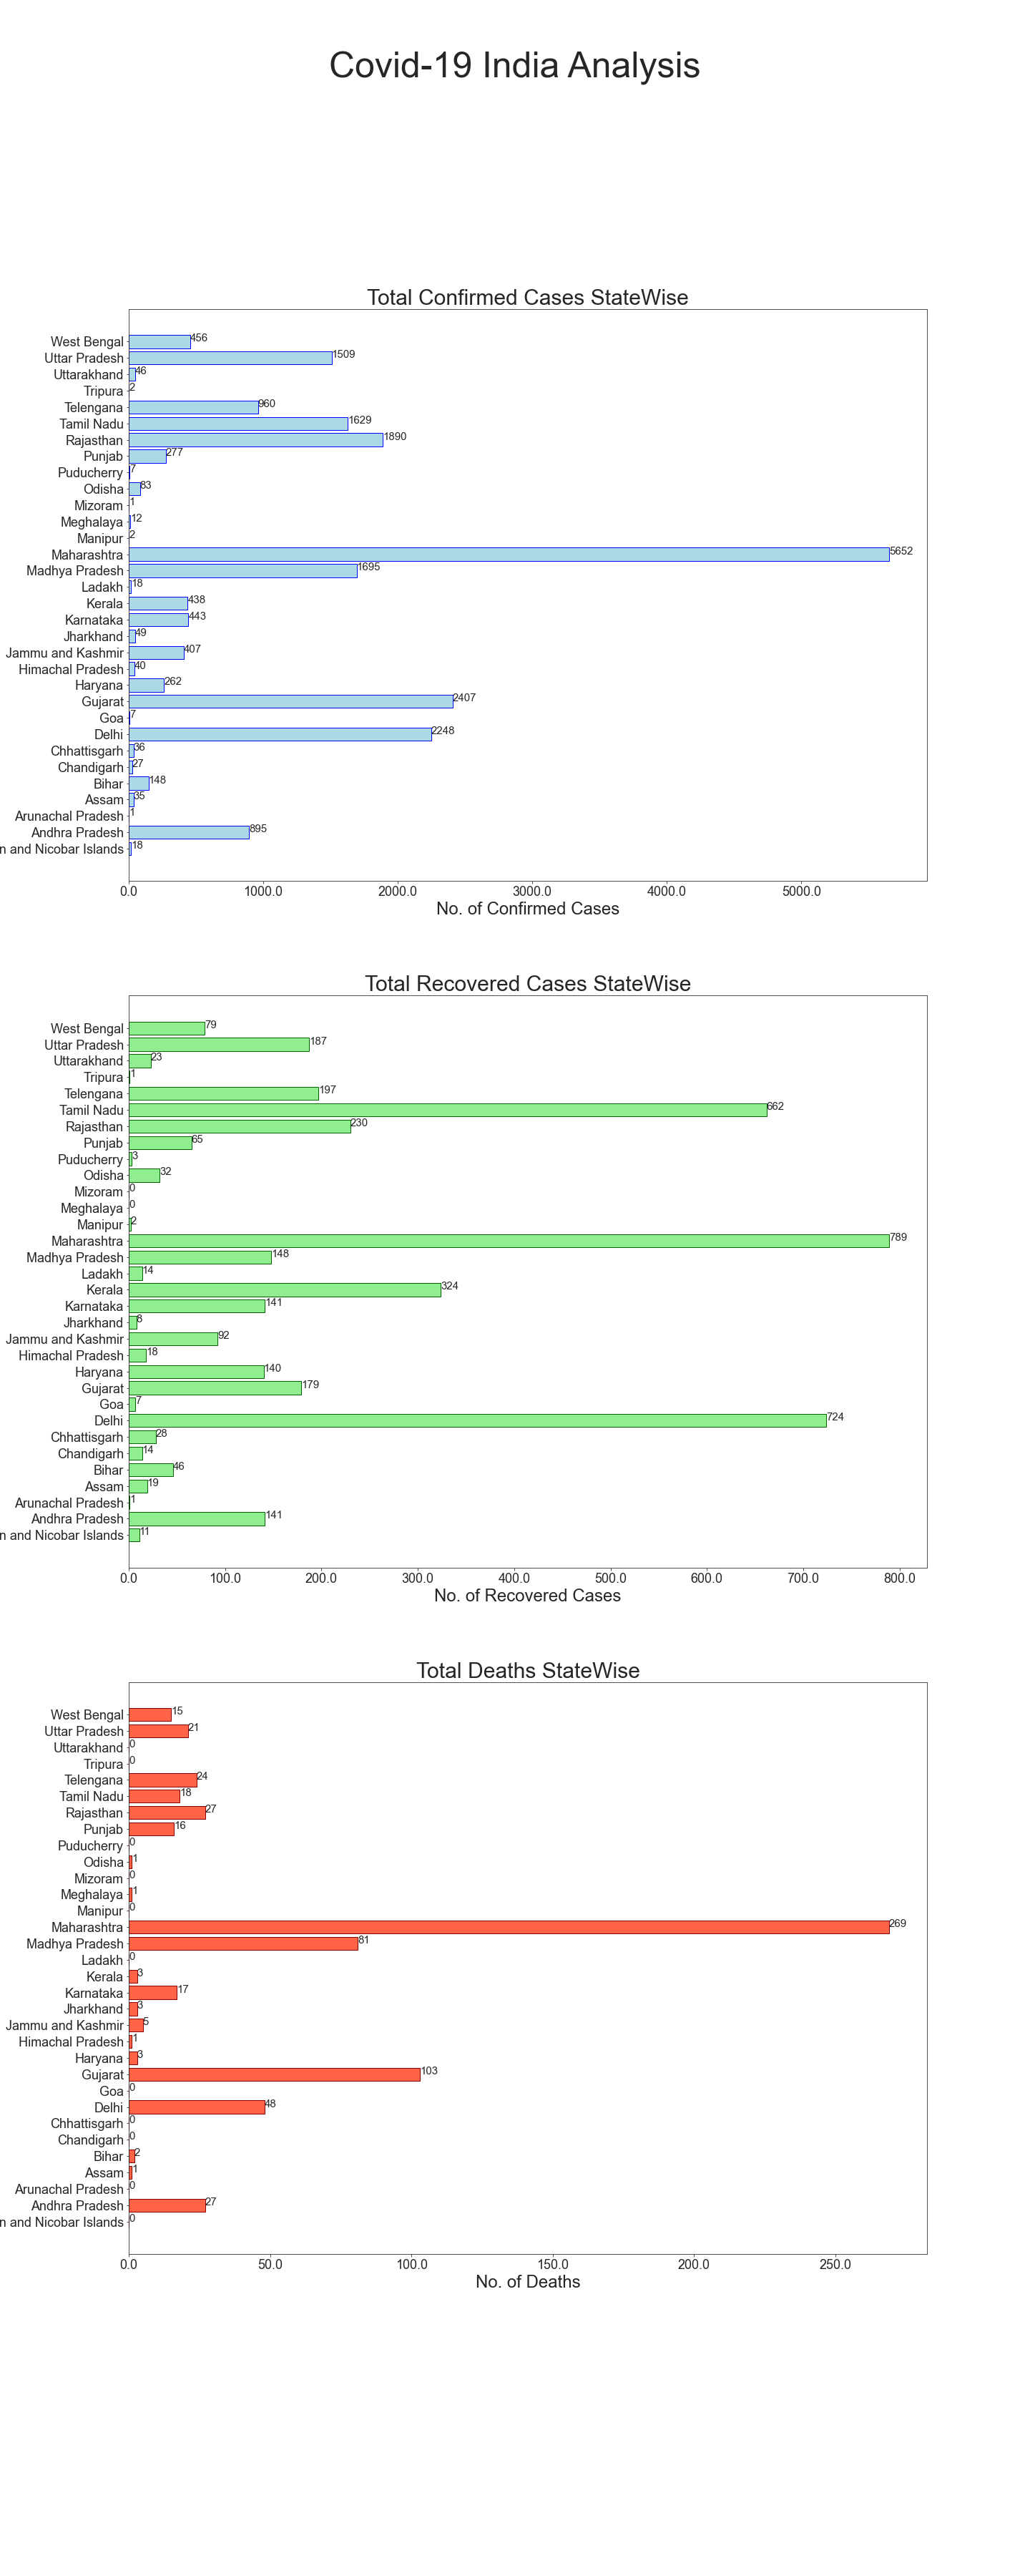 Covid-19 India Analysis
Total Confirmed Cases StateWise
West Bengal 456
Uttar Pradesh 1509
Uttarakhand 46
Tripura 2
Telengana 960
Tamil Nadu 1629
Rajasthan 1890
Punjab 277
Puducherry 7
Odisha 83
Mizoram 1
Meghalaya 12
Manipur 2
Maharashtra 5652
Madhya Pradesh 1695
Ladakh 18
Kerala 438
Karnataka 443
Jharkhand 49
Jammu and Kashmir 407
Himachal Pradesh 40
Haryana 262
Gujarat 2407
Goa 7
Delhi 2248
Chhattisgarh 36
Chandigarh 27
Bihar 148
Assam 35
Arunachal Pradesh 1
Andhra Pradesh 895
n and Nicobar Islands 18
0.0 1000.0 2000.0 3000.0 4000.0 5000.0
No. of Confirmed Cases
Total Recovered Cases StateWise
West Bengal 79
Uttar Pradesh 187
Uttarakhand 23
Tripura 1
Telengana 197
Tamil Nadu 662
Rajasthan 230
Punjab 65
Puducherry 3
Odisha 32
Mizoram 0
Meghalaya 0
Manipur 2
Maharashtra 789
Madhya Pradesh 148
Ladakh 14
Kerala 324
Karnataka 141
Jharkhand 8
Jammu and Kashmir 92
Himachal Pradesh 18
Haryana 140
Gujarat 179
Goa 7
Delhi 724
Chhattisgarh 28
Chandigarh 14
Bihar 46
Assam 19
Arunachal Pradesh 1
Andhra Pradesh 141
n and Nicobar Islands 11
0.0 100.0 200.0 300.0 400.0 500.0 600.0 700.0 800.0
No. of Recovered Cases
Total Deaths StateWise
West Bengal 15
Uttar Pradesh 21
Uttarakhand 0
Tripura 0
Telengana 24
Tamil Nadu 18
Rajasthan 27
Punjab 16
Puducherry 0
Odisha 1
Mizoram 0
Meghalaya 1
Manipur 0
Maharashtra 269
Madhya Pradesh 81
Ladakh 0
Kerala 3
Karnataka 17
Jharkhand 3
Jammu and Kashmir 5
Himachal Pradesh 1
Haryana 3
Gujarat 103
Goa 0
Delhi 48
Chhattisgarh 0
Chandigarh 0
Bihar 2
Assam 1
Arunachal Pradesh 0
Andhra Pradesh 27
n and Nicobar Islands 0
0.0 50.0 100.0 150.0 200.0 250.0
No. of Deaths